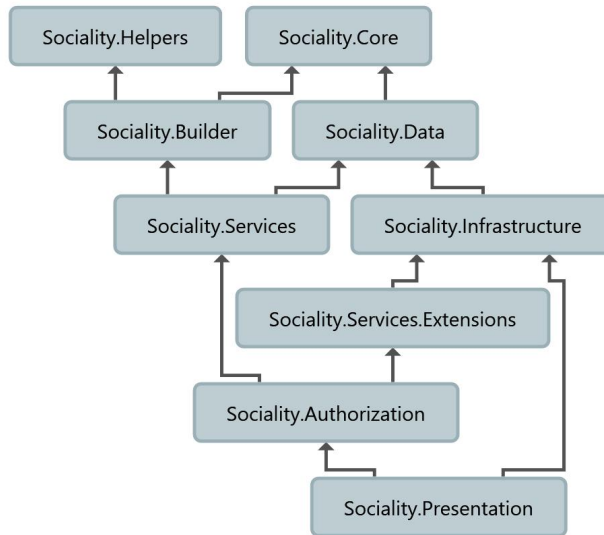 Sociality.Helpers
Sociality.Core
Sociality.Builder
Sociality.Data
Sociality.Services
Sociality.Infrastructure
Sociality.Services.Extensions
Sociality.Authorization
Sociality.Presentation